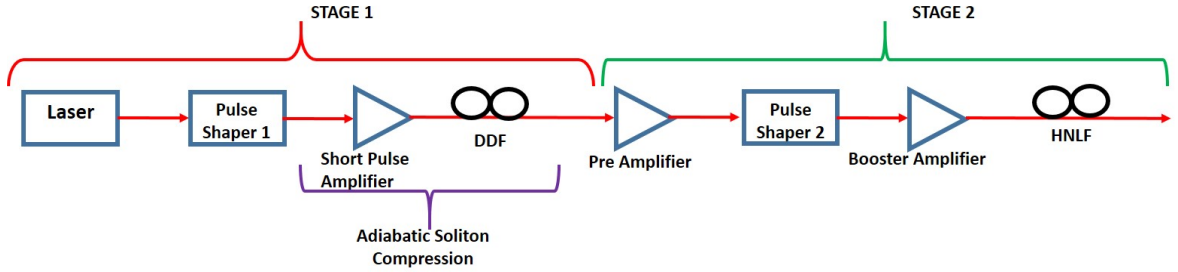 STAGE 1
STAGE 2
Laser
Pulse
Shaper 1
Short Pulse
Amplifier
DDF
Adiabatic Soliton
Compression
Pre Amplifier
Pulse
Shaper 2
Booster Amplifier
HNLF